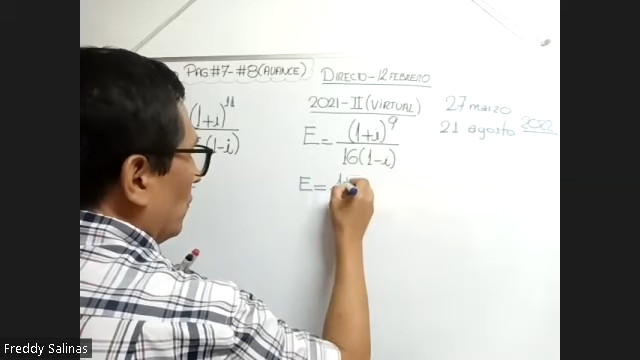 PAG#7-#8(AVANCE)
DIRECTO-12 FEBRERO
(1+i)^11
(1-i)
2021-II (VIRTUAL)
E= (1+i)^9
16(1-i)
E=
27 marzo
21 agosto 2022
Freddy Salinas